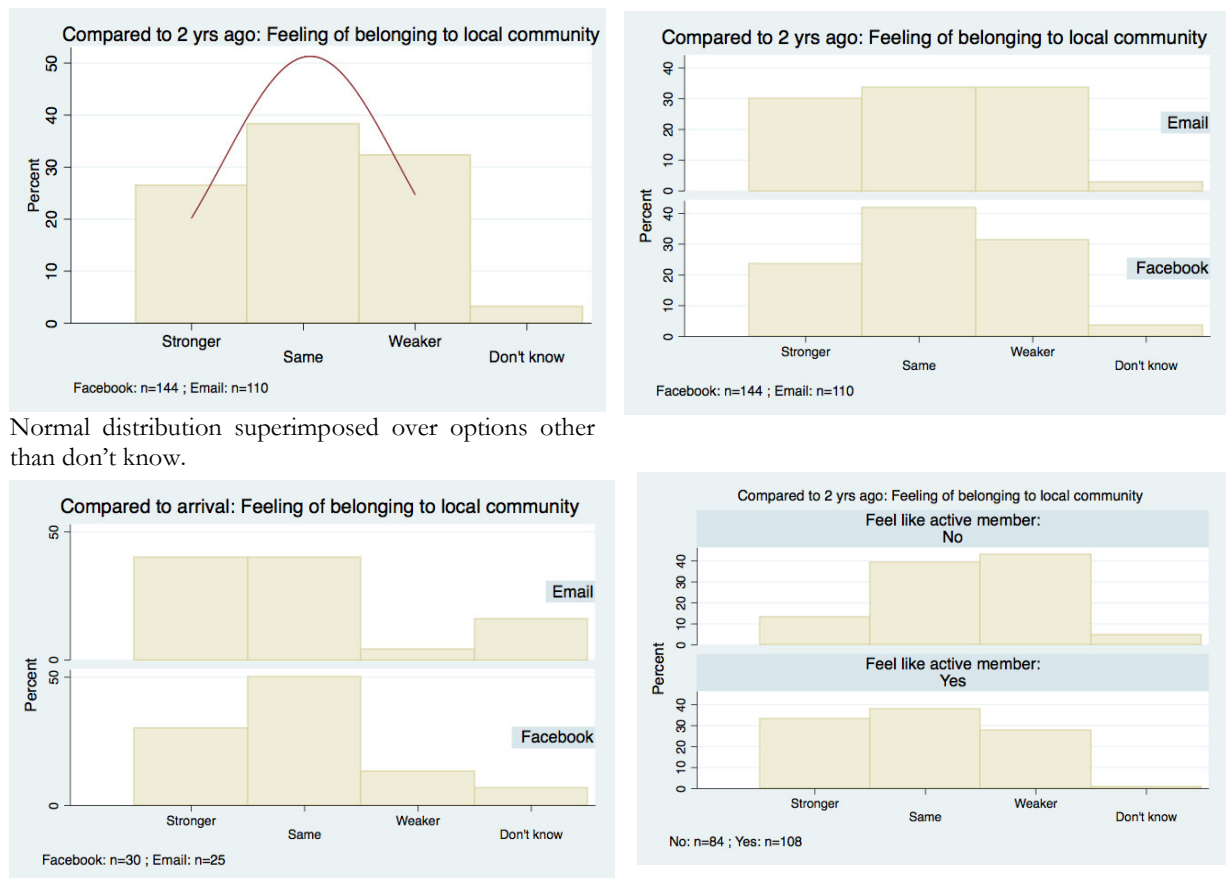 Compared to 2 yrs ago: Feeling of belonging to local community
Percent
50
40
30
20
10
0
Stronger
Same
Weaker
Don't know
Facebook: n=144 ; Email: n=110
Normal distribution superimposed over options other
than don’t know.
Compared to 2 yrs ago: Feeling of belonging to local community
Percent
40
30
20
10
0
Email
40
30
20
10
0
Facebook
Stronger
Same
Weaker
Don't know
Facebook: n=144 ; Email: n=110
Compared to arrival: Feeling of belonging to local community
Percent
50
0
Email
50
0
Facebook
Stronger
Same
Weaker
Don't know
Facebook: n=30 ; Email: n=25
Compared to 2 yrs ago: Feeling of belonging to local community
Feel like active member:
No
Percent
40
30
20
10
0
Feel like active member:
Yes
40
30
20
10
0
Stronger
Same
Weaker
Don't know
No: n=84 ; Yes: n=108